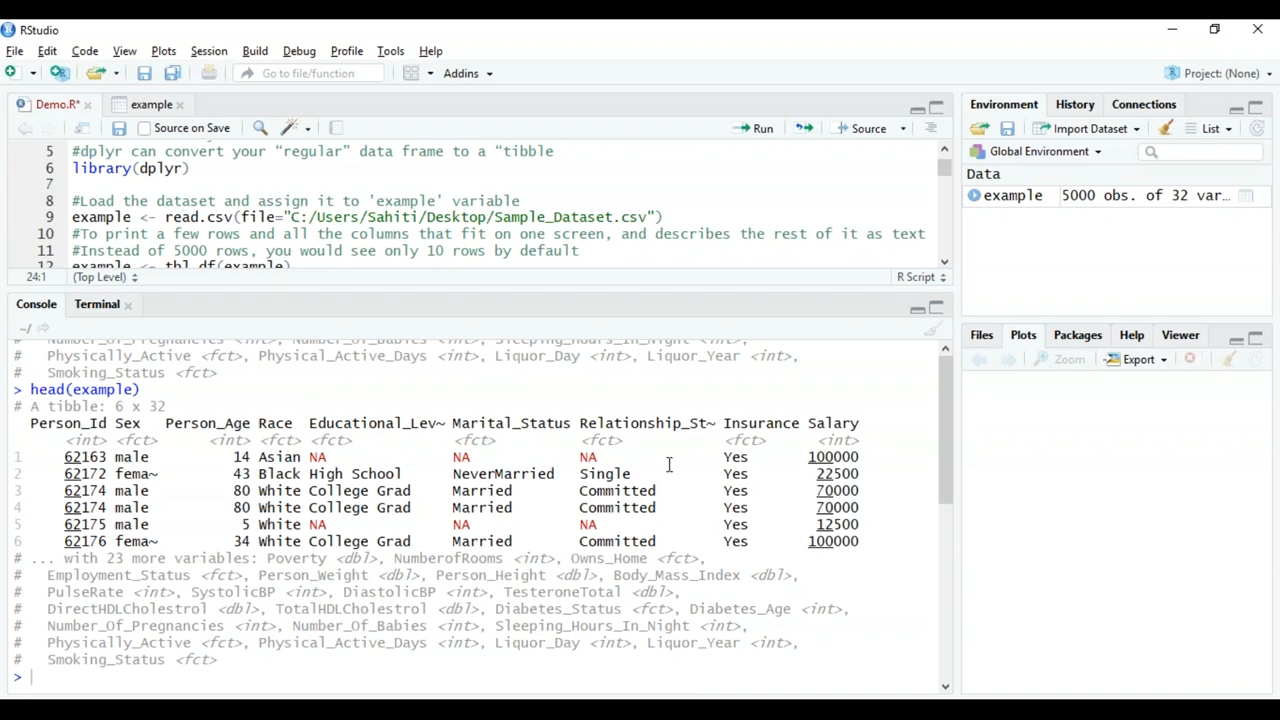 RStudio
File Edit Code View Plots Session Build Debug Profile Tools Help
Go to file/function Addins Project: (None)
Demo.R* example
Source on Save Run Source
5 #dplyr can convert your “regular” data frame to a “tibble
6 library(dplyr)
7
8 #Load the dataset and assign it to 'example' variable
9 example <- read.csv(file="C:/Users/Sahiti/Desktop/Sample_Dataset.csv")
10 #To print a few rows and all the columns that fit on one screen, and describes the rest of it as text
11 #Instead of 5000 rows, you would see only 10 rows by default
12 example <- tbl_df(example)
24:1 (Top Level) R Script
Console Terminal
~/
# Number_Of_Pregnancies <int>, Number_Of_Babies <int>, Sleeping_Hours_In_Night <int>,
# Physically_Active <fct>, Physical_Active_Days <int>, Liquor_Day <int>, Liquor_Year <int>,
# Smoking_Status <fct>
> head(example)
# A tibble: 6 x 32
Person_Id Sex Person_Age Race Educational_Lev~ Marital_Status Relationship_St~ Insurance Salary
<int> <fct> <int> <fct> <fct> <fct> <fct> <fct> <int>
1 62163 male 14 Asian NA NA NA Yes 100000
2 62172 fema~ 43 Black High School NeverMarried Single Yes 22500
3 62174 male 80 White College Grad Married Committed Yes 70000
4 62174 male 80 White College Grad Married Committed Yes 70000
5 62175 male 5 White NA NA NA Yes 12500
6 62176 fema~ 34 White College Grad Married Committed Yes 100000
# ... with 23 more variables: Poverty <dbl>, NumberofRooms <int>, Owns_Home <fct>,
# Employment_Status <fct>, Person_Weight <dbl>, Person_Height <dbl>, Body_Mass_Index <dbl>,
# PulseRate <int>, SystolicBP <int>, DiastolicBP <int>, TesteroneTotal <dbl>,
# DirectHDLCholestrol <dbl>, TotalHDLCholestrol <dbl>, Diabetes_Status <fct>, Diabetes_Age <int>,
# Number_Of_Pregnancies <int>, Number_Of_Babies <int>, Sleeping_Hours_In_Night <int>,
# Physically_Active <fct>, Physical_Active_Days <int>, Liquor_Day <int>, Liquor_Year <int>,
# Smoking_Status <fct>
>
Environment History Connections
Import Dataset List
Global Environment
Data
example 5000 obs. of 32 var...
Files Plots Packages Help Viewer
Zoom Export